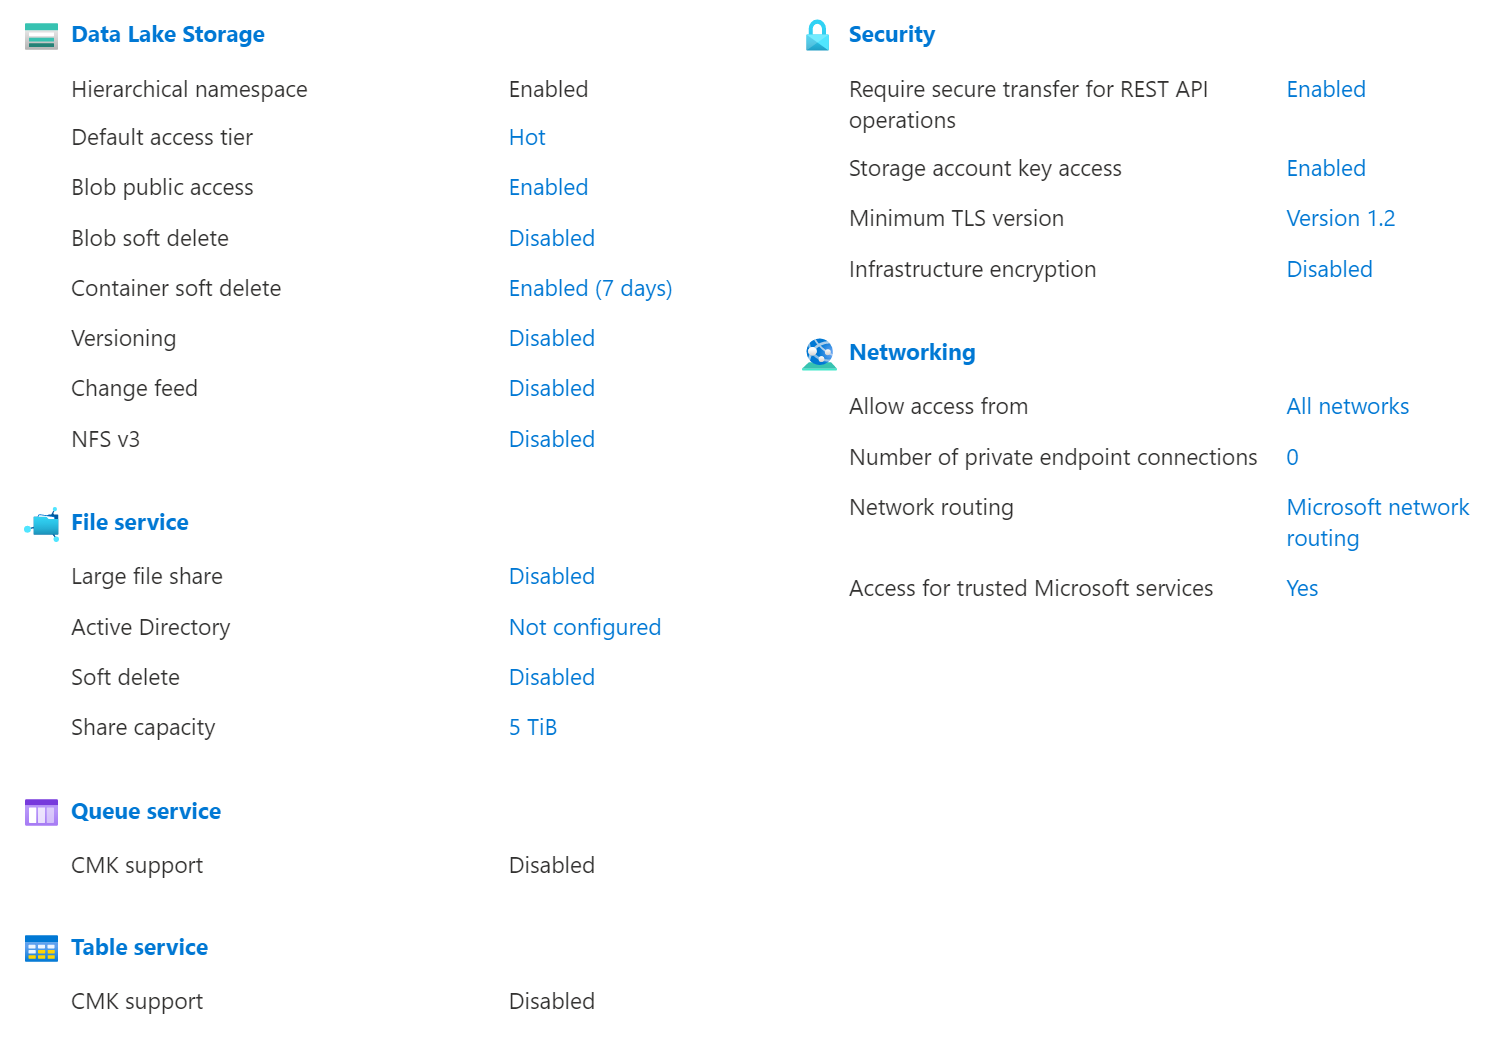 Data Lake Storage
Hierarchical namespace Enabled
Default access tier Hot
Blob public access Enabled
Blob soft delete Disabled
Container soft delete Enabled (7 days)
Versioning Disabled
Change feed Disabled
NFS v3 Disabled
File service
Large file share Disabled
Active Directory Not configured
Soft delete Disabled
Share capacity 5 TiB
Queue service
CMK support Disabled
Table service
CMK support Disabled
Security
Require secure transfer for REST API Enabled
operations
Storage account key access Enabled
Minimum TLS version Version 1.2
Infrastructure encryption Disabled
Networking
Allow access from All networks
Number of private endpoint connections 0
Network routing Microsoft network
routing
Access for trusted Microsoft services Yes